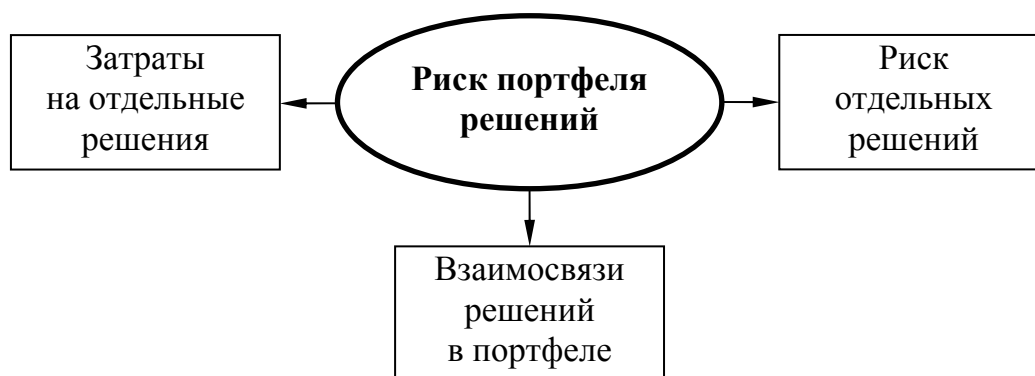 Затраты
на отдельные
решения
Риск портфеля
решений
Риск
отдельных
решений
Взаимосвязи
решений
в портфеле